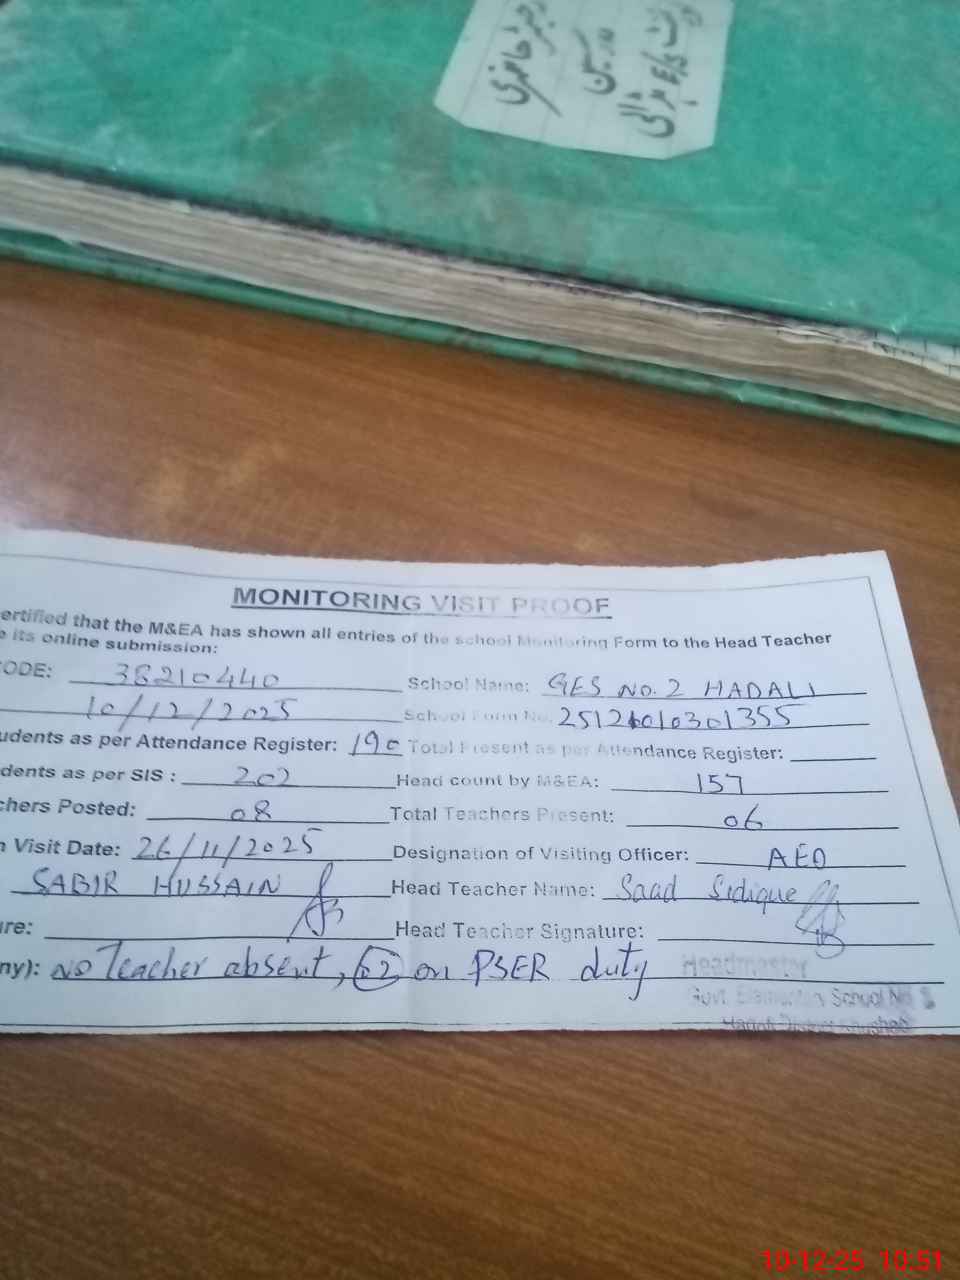 رجسٹر حاضری
مدرسین
MONITORING VISIT PROOF
ertified that the M&EA has shown all entries of the school Monitoring Form to the Head Teacher
e its online submission:
ODE: 38210440 School Name: GES NO. 2 HADALI
10/12/2025 School Form No. 25121010301355
udents as per Attendance Register: 190 Total Present as per Attendance Register:
dents as per SIS : 202 Head count by M&EA: 157
chers Posted: 08 Total Teachers Present: 06
n Visit Date: 26/11/2025 Designation of Visiting Officer: AEO
SABIR HUSSAIN Head Teacher Name: Saad Sidique
ure: Head Teacher Signature:
ny): No Teacher absent, 02 on PSER duty
Headmaster
Govt. Elementary School No. 2
10-12-25 10:51